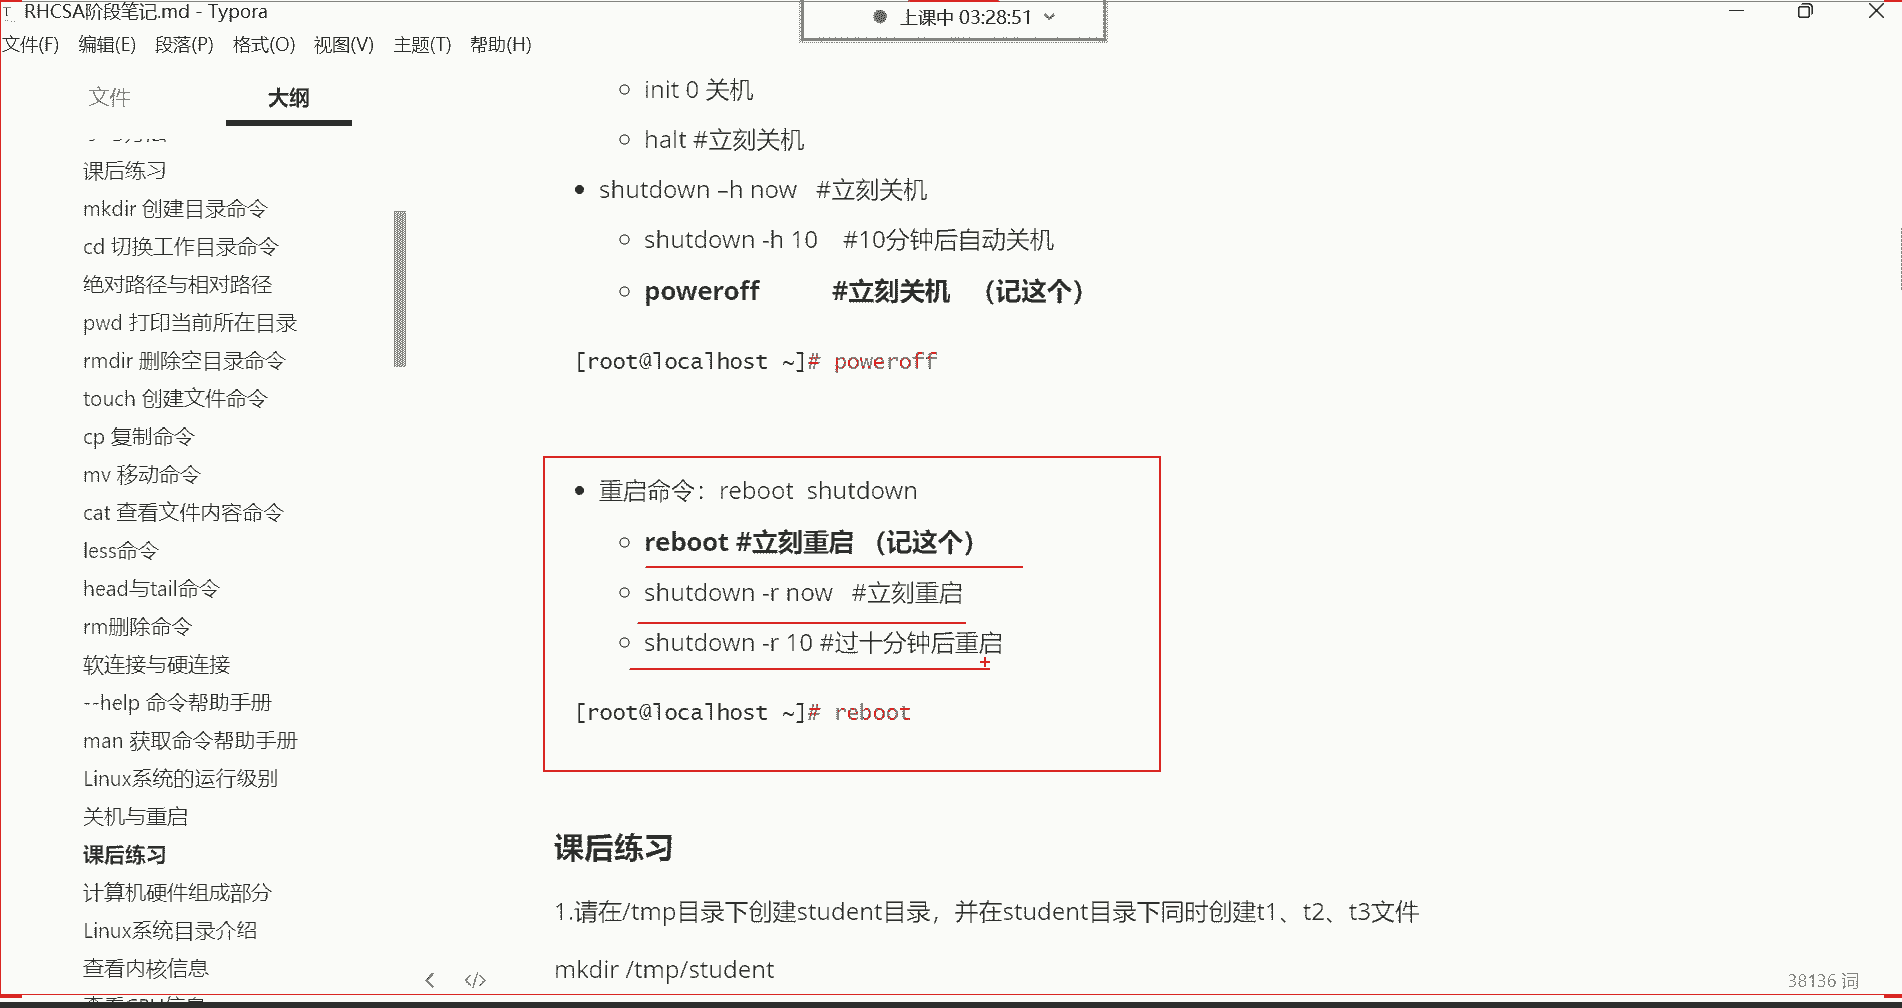 RHCSA阶段笔记.md - Typora
上课中 03:28:51
文件(F) 编辑(E) 段落(P) 格式(O) 视图(V) 主题(T) 帮助(H)
文件 大纲
课后练习
mkdir 创建目录命令
cd 切换工作目录命令
绝对路径与相对路径
pwd 打印当前所在目录
rmdir 删除空目录命令
touch 创建文件命令
cp 复制命令
mv 移动命令
cat 查看文件内容命令
less命令
head与tail命令
rm删除命令
软连接与硬连接
--help 命令帮助手册
man 获取命令帮助手册
Linux系统的运行级别
关机与重启
课后练习
计算机硬件组成部分
Linux系统目录介绍
查看内核信息
查看CPU信息
init 0 关机
halt #立刻关机
shutdown –h now #立刻关机
shutdown -h 10 #10分钟后自动关机
poweroff #立刻关机 （记这个）
[root@localhost ~]# poweroff
重启命令：reboot shutdown
reboot #立刻重启 （记这个）
shutdown -r now #立刻重启
shutdown -r 10 #过十分钟后重启
[root@localhost ~]# reboot
课后练习
1.请在/tmp目录下创建student目录，并在student目录下同时创建t1、t2、t3文件
mkdir /tmp/student
38136 词